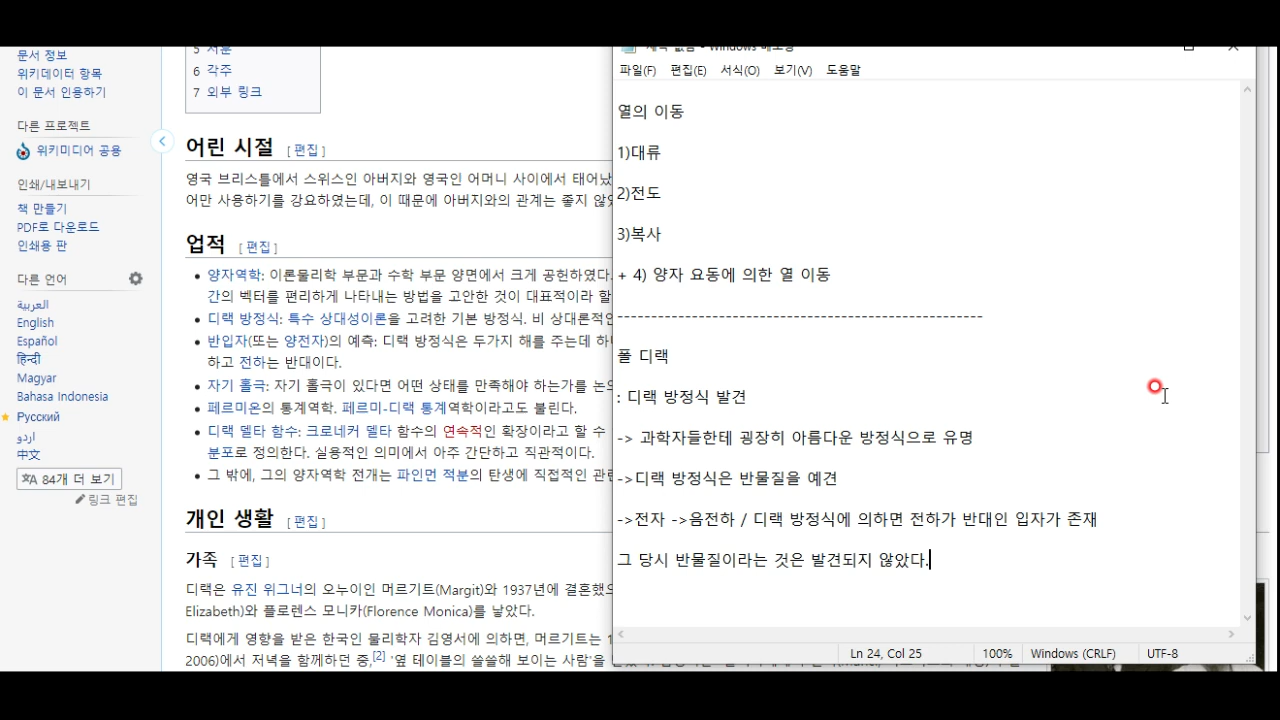 문서 정보
위키데이터 항목
이 문서 인용하기
다른 프로젝트
위키미디어 공용
인쇄/내보내기
책 만들기
PDF로 다운로드
인쇄용 판
다른 언어
العربية
English
Español
हिन्दी
Magyar
Bahasa Indonesia
Русский
اردو
中文
84개 더 보기
링크 편집
5 서훈
6 각주
7 외부 링크
어린 시절 [편집]
영국 브리스틀에서 스위스인 아버지와 영국인 어머니 사이에서 태어났
어만 사용하기를 강요하였는데, 이 때문에 아버지와의 관계는 좋지 않았
업적 [편집]
양자역학: 이론물리학 부문과 수학 부문 양면에서 크게 공헌하였다.
간의 벡터를 편리하게 나타내는 방법을 고안한 것이 대표적이라 할
디랙 방정식: 특수 상대성이론을 고려한 기본 방정식. 비 상대론적인
반입자(또는 양전자)의 예측: 디랙 방정식은 두가지 해를 주는데 하
하고 전하는 반대이다.
자기 홀극: 자기 홀극이 있다면 어떤 상태를 만족해야 하는가를 논
페르미온의 통계역학. 페르미-디랙 통계역학이라고도 불린다.
디랙 델타 함수: 크로네커 델타 함수의 연속적인 확장이라고 할 수
분포로 정의한다. 실용적인 의미에서 아주 간단하고 직관적이다.
그 밖에, 그의 양자역학 전개는 파인먼 적분의 탄생에 직접적인 관
개인 생활 [편집]
가족 [편집]
디랙은 유진 위그너의 오누이인 머르기트(Margit)와 1937년에 결혼했
Elizabeth)와 플로렌스 모니카(Florence Monica)를 낳았다.
디랙에게 영향을 받은 한국인 물리학자 김영서에 의하면, 머르기트는
2006)에서 저녁을 함께하던 중,[2] '옆 테이블의 쓸쓸해 보이는 사람'을
파일(F) 편집(E) 서식(O) 보기(V) 도움말
열의 이동
1)대류
2)전도
3)복사
+ 4) 양자 요동에 의한 열 이동
------------------------------------------------------
폴 디랙
: 디랙 방정식 발견
-> 과학자들한테 굉장히 아름다운 방정식으로 유명
->디랙 방정식은 반물질을 예견
->전자 ->음전하 / 디랙 방정식에 의하면 전하가 반대인 입자가 존재
그 당시 반물질이라는 것은 발견되지 않았다.
Ln 24, Col 25 100% Windows (CRLF) UTF-8